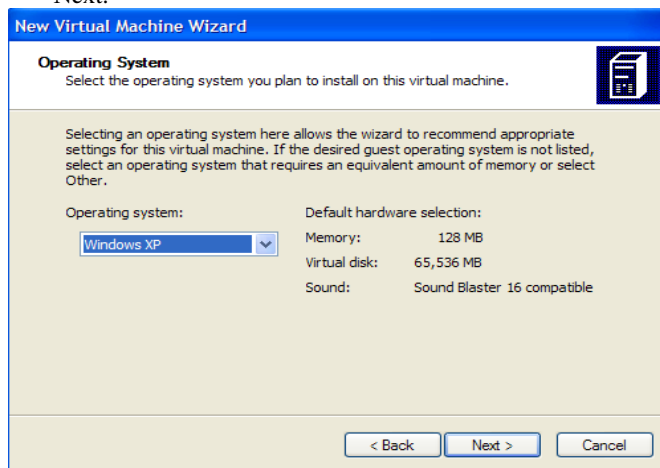 Next.
New Virtual Machine Wizard
Operating System
Select the operating system you plan to install on this virtual machine.
Selecting an operating system here allows the wizard to recommend appropriate
settings for this virtual machine. If the desired guest operating system is not listed,
select an operating system that requires an equivalent amount of memory or select
Other.
Operating system:
Windows XP
Default hardware selection:
Memory: 128 MB
Virtual disk: 65,536 MB
Sound: Sound Blaster 16 compatible
< Back Next > Cancel